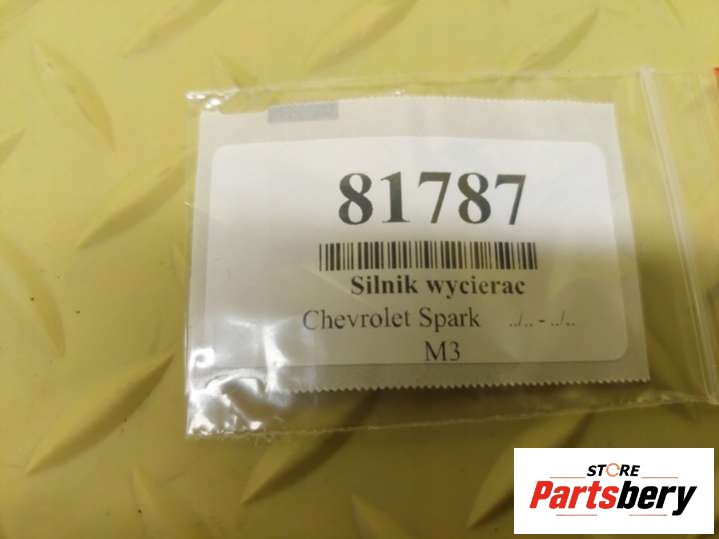 81787
Silnik wycierac
Chevrolet Spark ../.. - ../..
M3
STORE
Partsbery